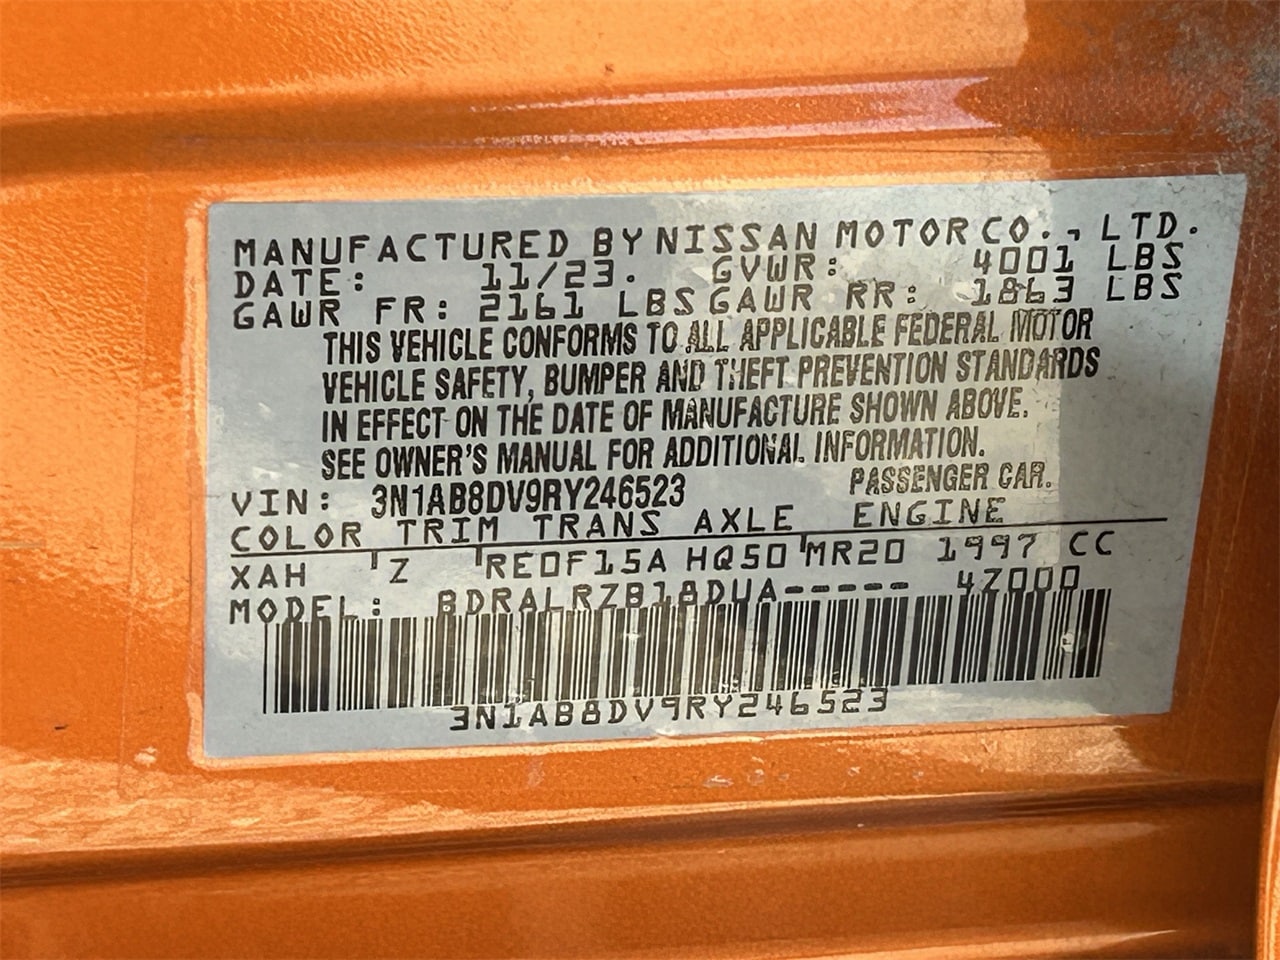 MANUFACTURED BY NISSAN MOTOR CO., LTD.
DATE: 11/23. GVWR: 4001 LBS
GAWR FR: 2161 LBS GAWR RR: 1863 LBS
THIS VEHICLE CONFORMS TO ALL APPLICABLE FEDERAL MOTOR
VEHICLE SAFETY, BUMPER AND THEFT PREVENTION STANDARDS
IN EFFECT ON THE DATE OF MANUFACTURE SHOWN ABOVE.
SEE OWNER'S MANUAL FOR ADDITIONAL INFORMATION.
VIN: 3N1AB8DV9RY246523 PASSENGER CAR.
COLOR TRIM TRANS AXLE ENGINE
XAH Z RE0F15A HQ50 MR20 1997 CC
MODEL: BDRALRZB18DUA----- 4Z000
3N1AB8DV9RY246523